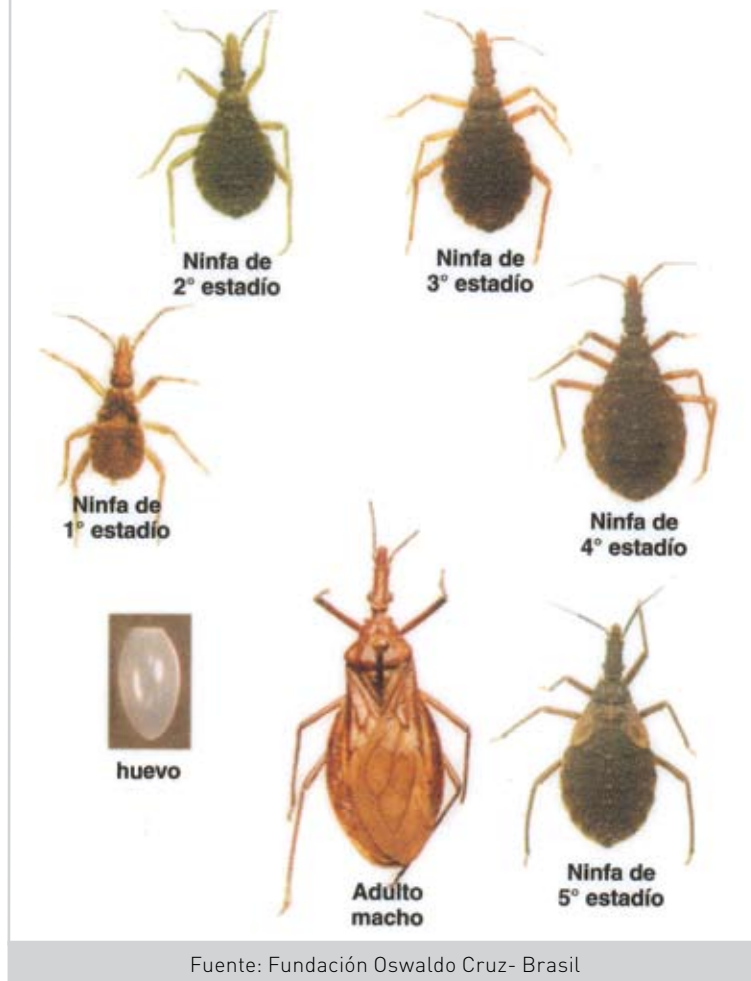 Ninfa de
2° estadío
Ninfa de
3° estadío
Ninfa de
1° estadío
Ninfa de
4° estadío
huevo
Adulto
macho
Ninfa de
5° estadío
Fuente: Fundación Oswaldo Cruz- Brasil